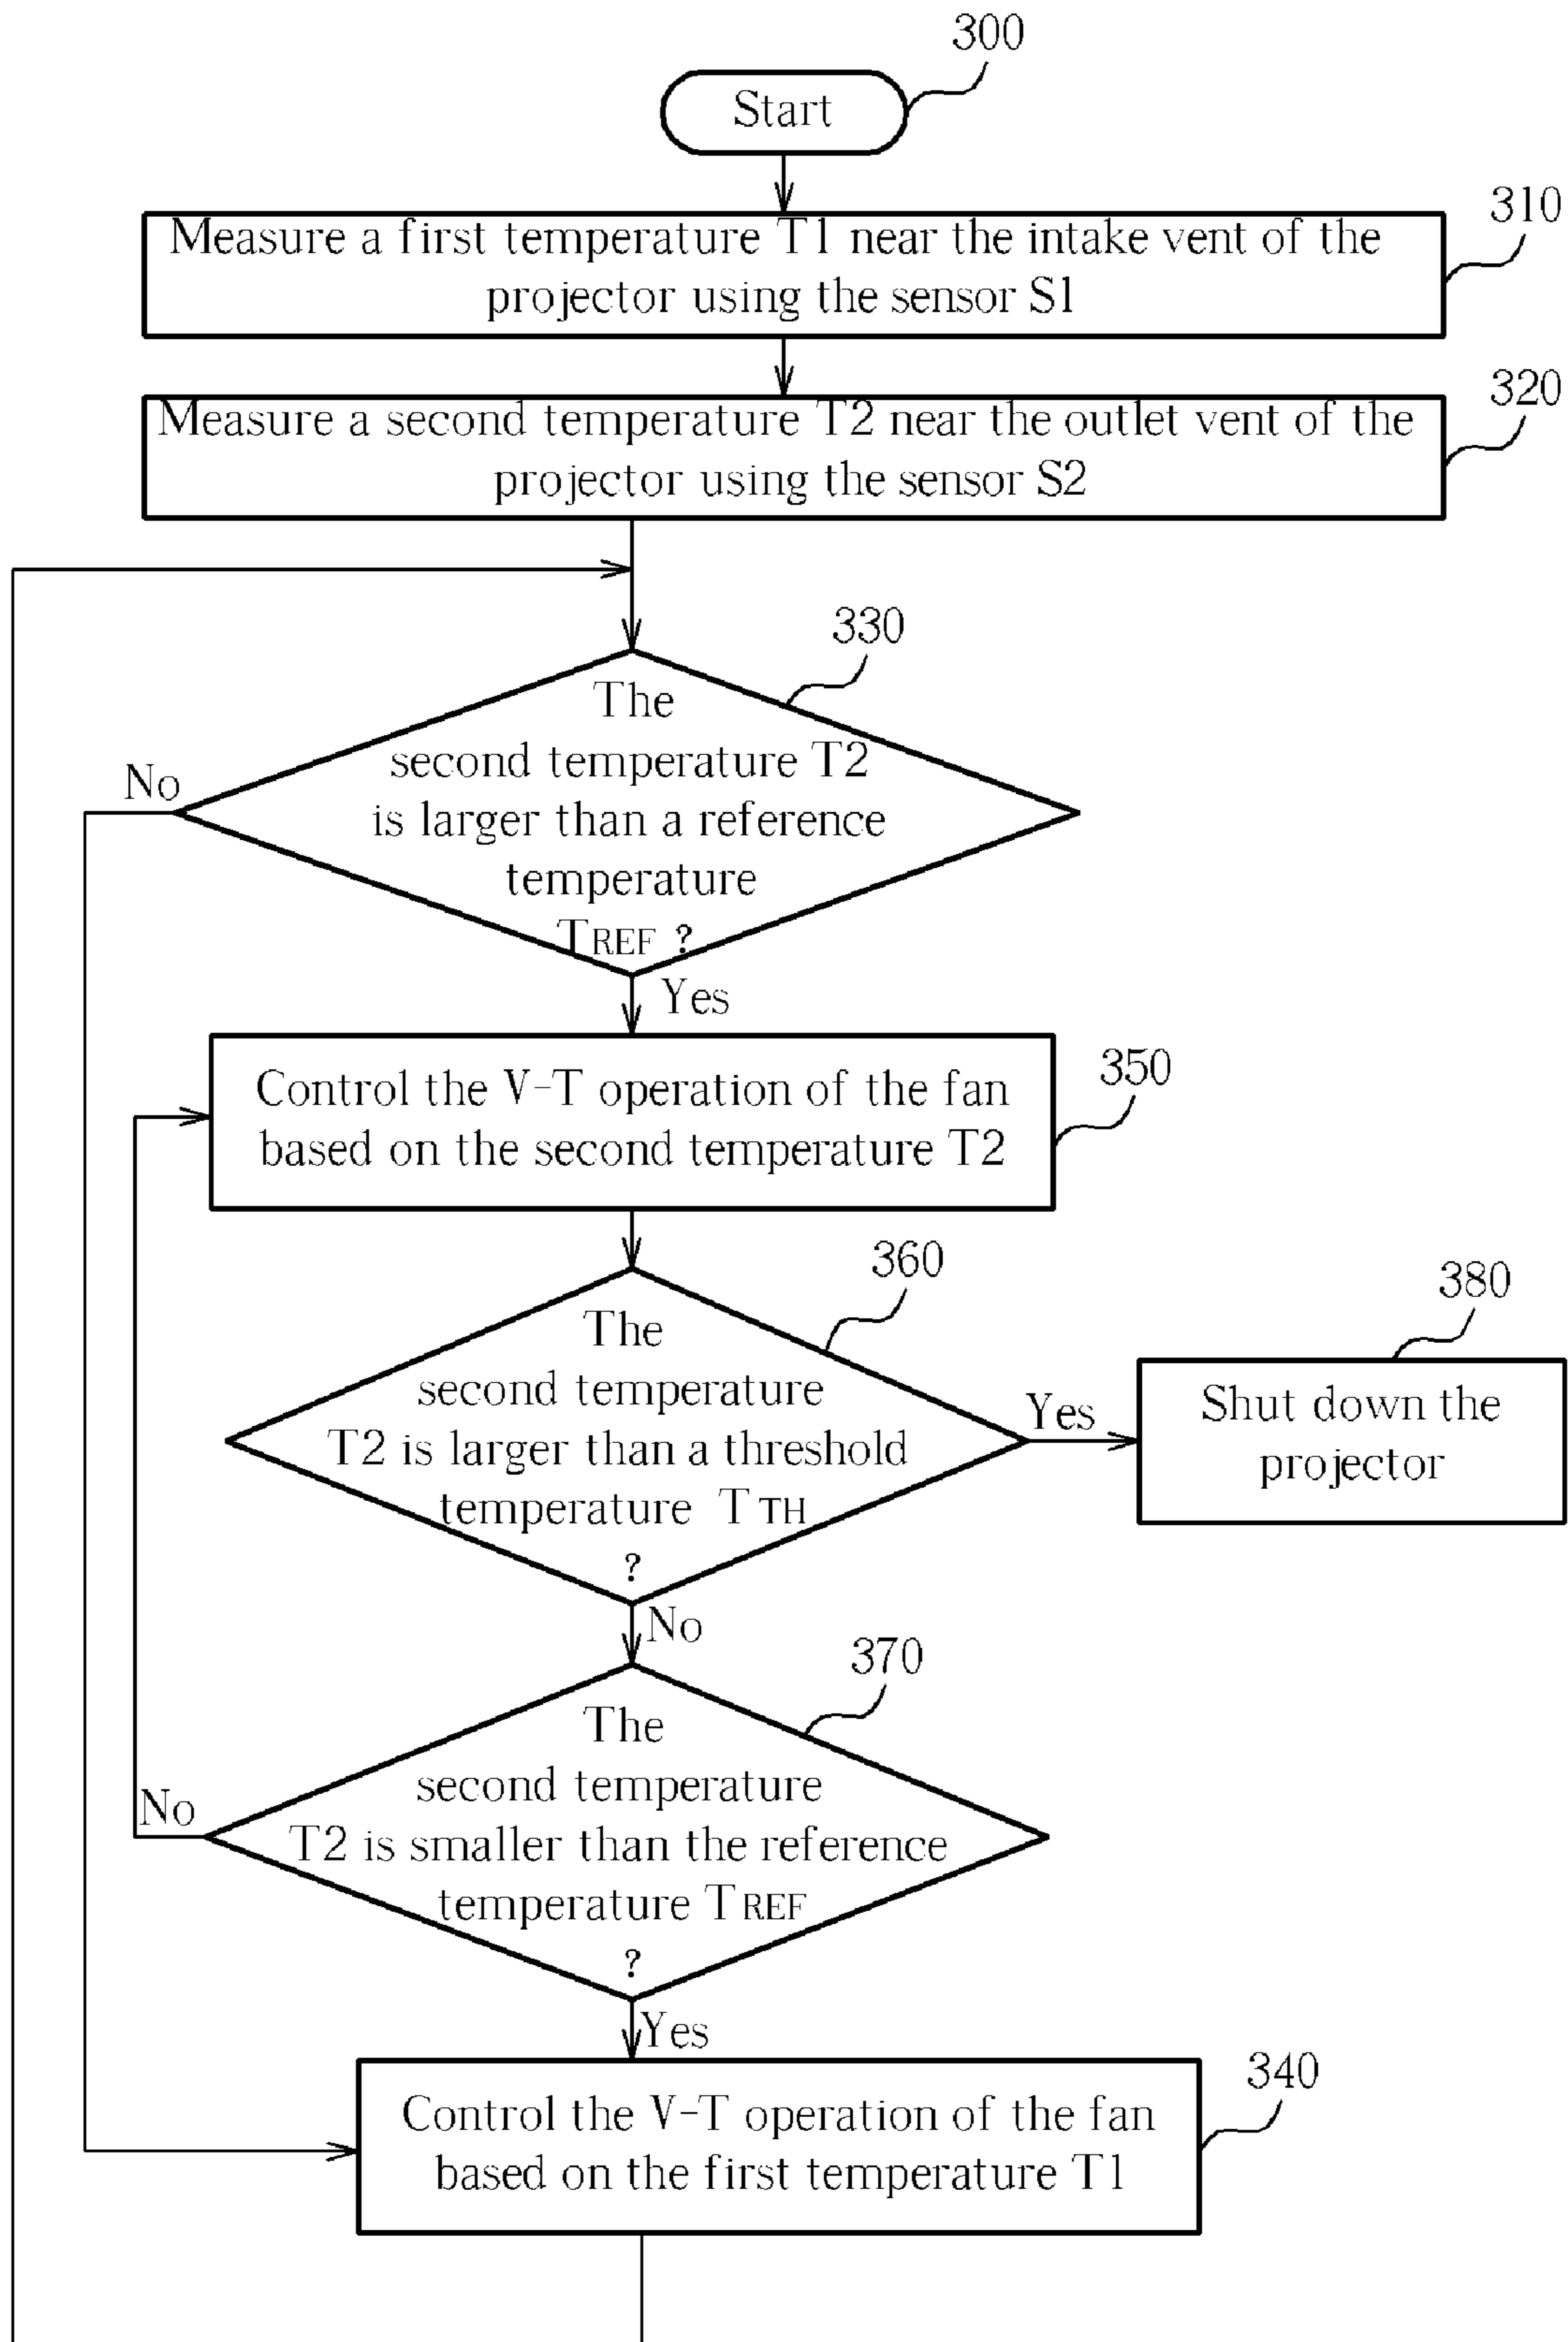 300
Start
310
Measure a first temperature T1 near the intake vent of the
projector using the sensor S1
320
Measure a second temperature T2 near the outlet vent of the
projector using the sensor S2
330
The
second temperature T2
is larger than a reference
temperature
TREF ?
No
Yes
350
Control the V-T operation of the fan
based on the second temperature T2
360
The
second temperature
T2 is larger than a threshold
temperature TTH
?
Yes
380
Shut down the
projector
No
370
The
second temperature
T2 is smaller than the reference
temperature TREF
?
No
Yes
340
Control the V-T operation of the fan
based on the first temperature T1